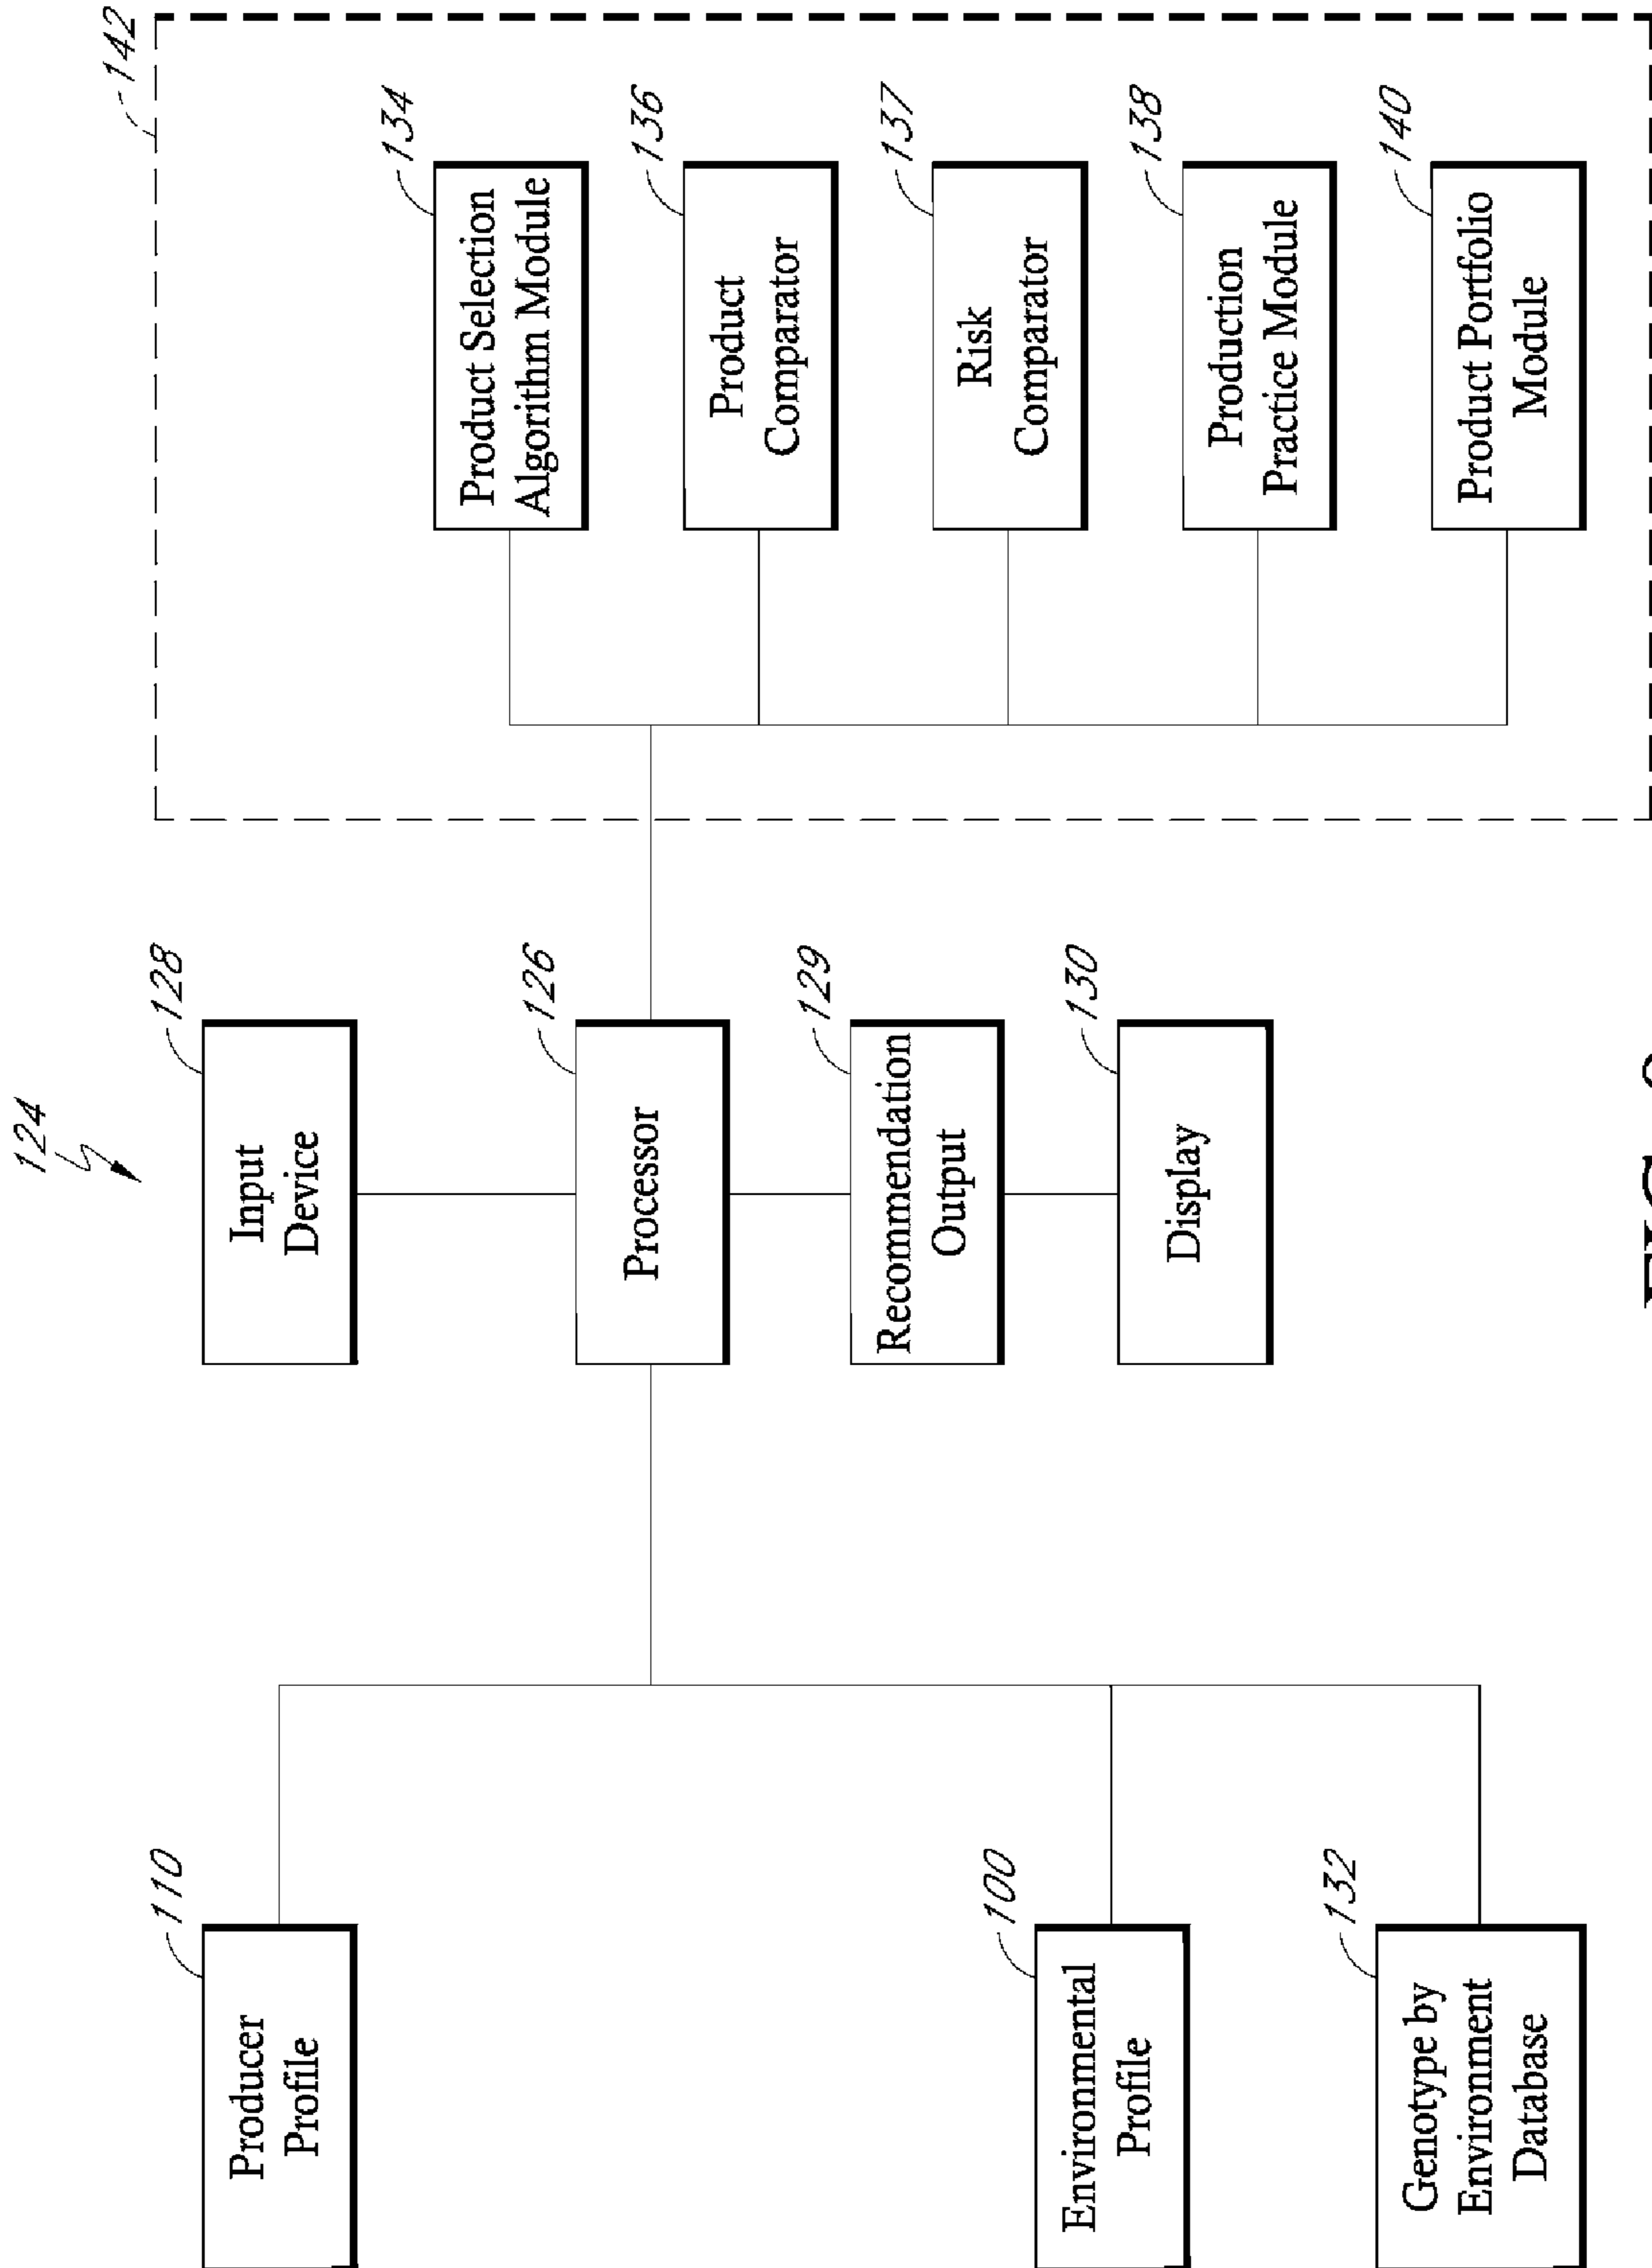 124
110
Producer
Profile
100
Environmental
Profile
132
Genotype by
Environment
Database
128
Input
Device
126
Processor
129
Recommendation
Output
130
Display
142
134
Product Selection
Algorithm Module
136
Product
Comparator
137
Risk
Comparator
138
Production
Practice Module
140
Product Portfolio
Module